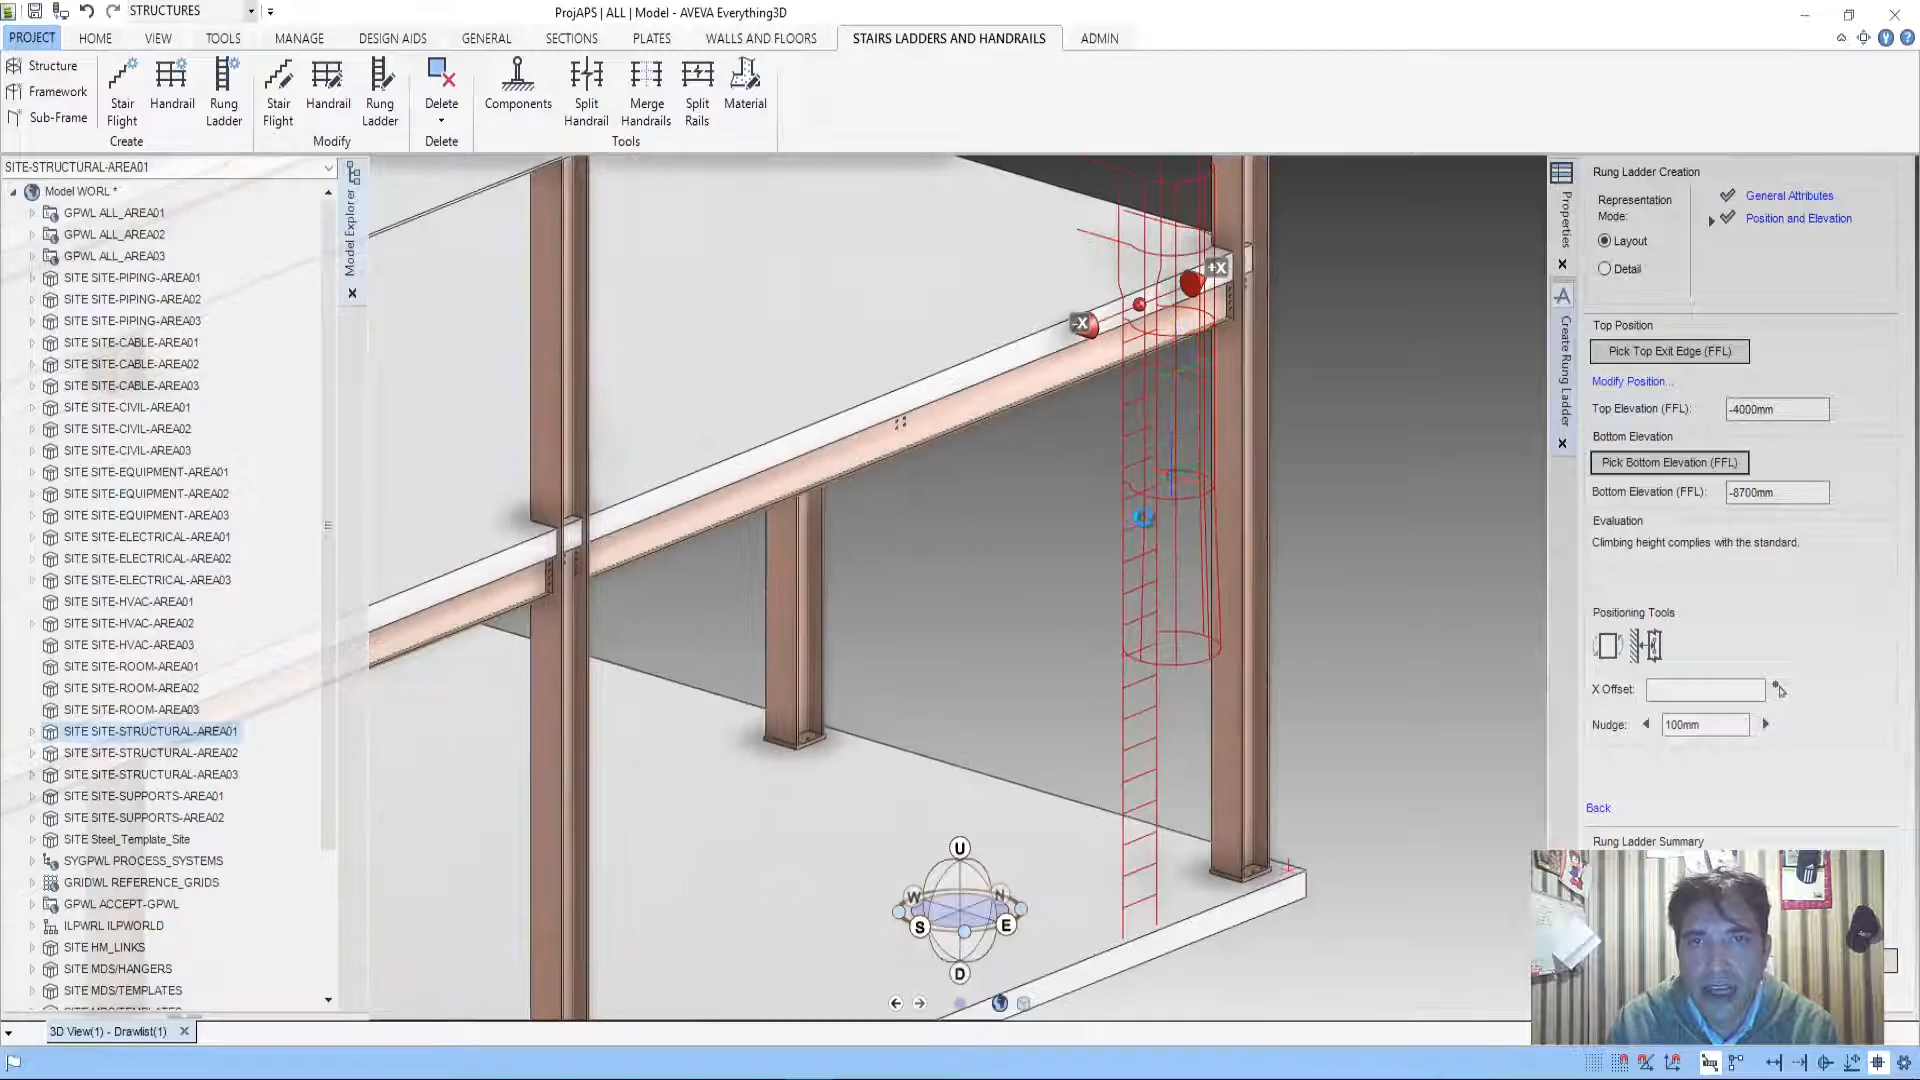 STRUCTURES
ProjAPS | ALL | Model - AVEVA Everything3D
PROJECT
HOME
VIEW
TOOLS
MANAGE
DESIGN AIDS
GENERAL
SECTIONS
PLATES
WALLS AND FLOORS
STAIRS LADDERS AND HANDRAILS
ADMIN
Structure
Framework
Sub-Frame
Stair
Flight
Handrail
Rung
Ladder
Create
Stair
Flight
Handrail
Rung
Ladder
Modify
Delete
Delete
Components
Split
Handrail
Merge
Handrails
Split
Rails
Material
Tools
SITE-STRUCTURAL-AREA01
Model WORL *
GPWL ALL_AREA01
GPWL ALL_AREA02
GPWL ALL_AREA03
SITE SITE-PIPING-AREA01
SITE SITE-PIPING-AREA02
SITE SITE-PIPING-AREA03
SITE SITE-CABLE-AREA01
SITE SITE-CABLE-AREA02
SITE SITE-CABLE-AREA03
SITE SITE-CIVIL-AREA01
SITE SITE-CIVIL-AREA02
SITE SITE-CIVIL-AREA03
SITE SITE-EQUIPMENT-AREA01
SITE SITE-EQUIPMENT-AREA02
SITE SITE-EQUIPMENT-AREA03
SITE SITE-ELECTRICAL-AREA01
SITE SITE-ELECTRICAL-AREA02
SITE SITE-ELECTRICAL-AREA03
SITE SITE-HVAC-AREA01
SITE SITE-HVAC-AREA02
SITE SITE-HVAC-AREA03
SITE SITE-ROOM-AREA01
SITE SITE-ROOM-AREA02
SITE SITE-ROOM-AREA03
SITE SITE-STRUCTURAL-AREA01
SITE SITE-STRUCTURAL-AREA02
SITE SITE-STRUCTURAL-AREA03
SITE SITE-SUPPORTS-AREA01
SITE SITE-SUPPORTS-AREA02
SITE Steel_Template_Site
SYGPWL PROCESS_SYSTEMS
GRIDWL REFERENCE_GRIDS
GPWL ACCEPT-GPWL
ILPWRL ILPWORLD
SITE HM_LINKS
SITE MDS/HANGERS
SITE MDS/TEMPLATES
Model Explorer
+X
-X
U
W
N
S
E
D
Properties
Create Rung Ladder
Rung Ladder Creation
Representation
Mode:
Layout
Detail
General Attributes
Position and Elevation
Top Position
Pick Top Exit Edge (FFL)
Modify Position...
Top Elevation (FFL):
-4000mm
Bottom Elevation
Pick Bottom Elevation (FFL)
Bottom Elevation (FFL):
-8700mm
Evaluation
Climbing height complies with the standard.
Positioning Tools
X Offset:
Nudge:
100mm
Back
Rung Ladder Summary
3D View(1) - Drawlist(1)